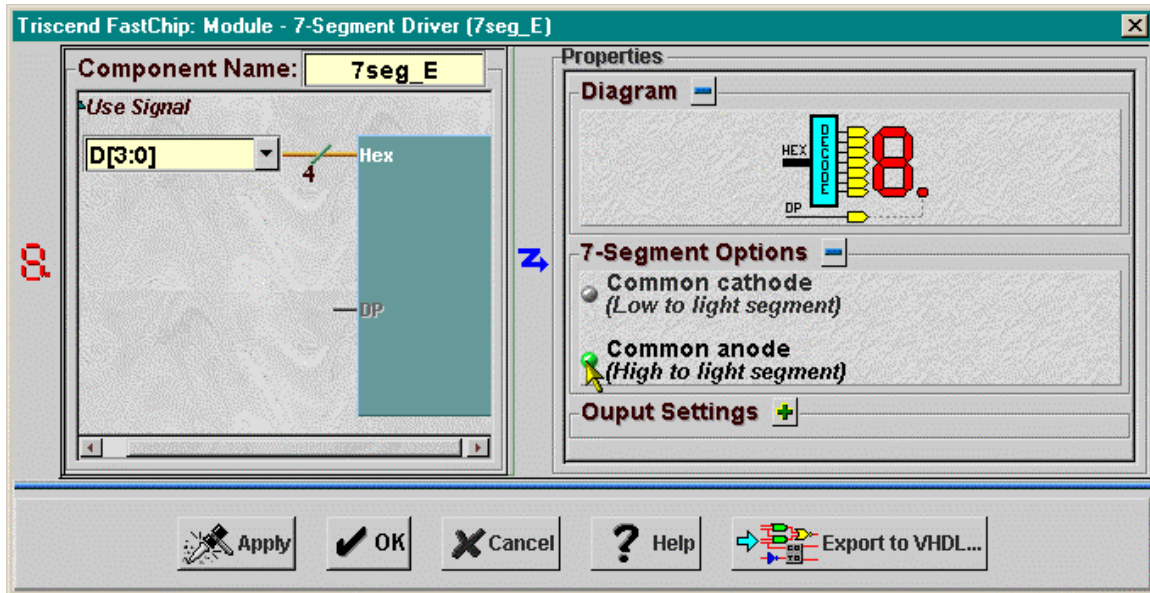 Triscend FastChip: Module - 7-Segment Driver (7seg_E)
Component Name: 7seg_E
Use Signal
D[3:0]
4
Hex
DP
Properties
Diagram
HEX
DECODE
8.
DP
7-Segment Options
Common cathode
(Low to light segment)
Common anode
(High to light segment)
Ouput Settings
Apply
OK
Cancel
? Help
Export to VHDL...